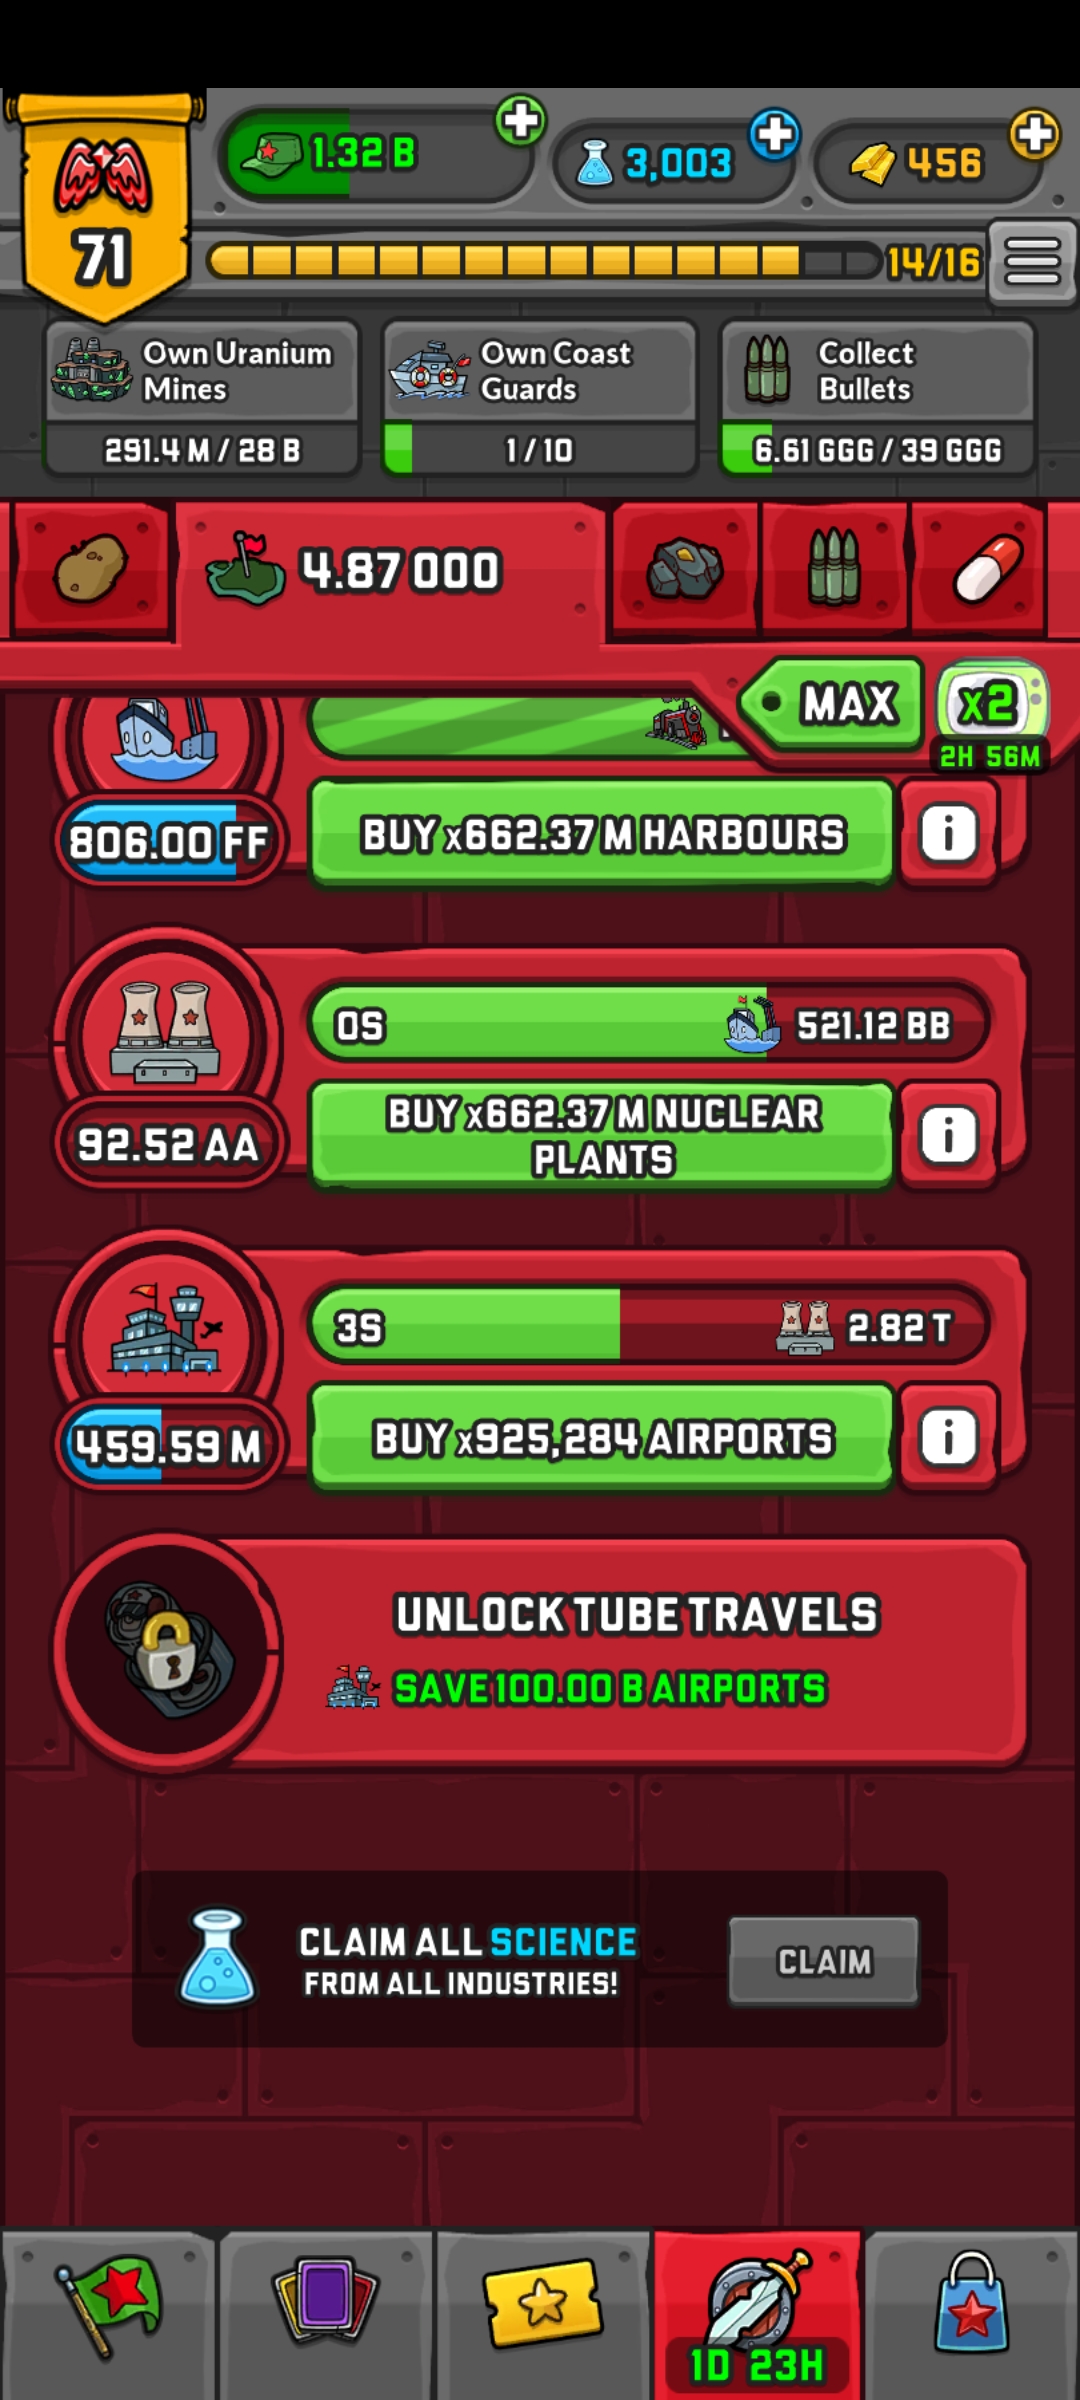 1.32 B
3,003
456
71
14/16
Own Uranium
Mines
291.4 M / 28 B
Own Coast
Guards
1 / 10
Collect
Bullets
6.61 GGG / 39 GGG
4.87 000
MAX
x2
2H 56M
806.00 FF
BUY x662.37 M HARBOURS
i
0S
521.12 BB
92.52 AA
BUY x662.37 M NUCLEAR
PLANTS
i
3S
2.82 T
459.59 M
BUY x925,284 AIRPORTS
i
UNLOCK TUBE TRAVELS
SAVE 100.00 B AIRPORTS
CLAIM ALL SCIENCE
FROM ALL INDUSTRIES!
CLAIM
1D 23H